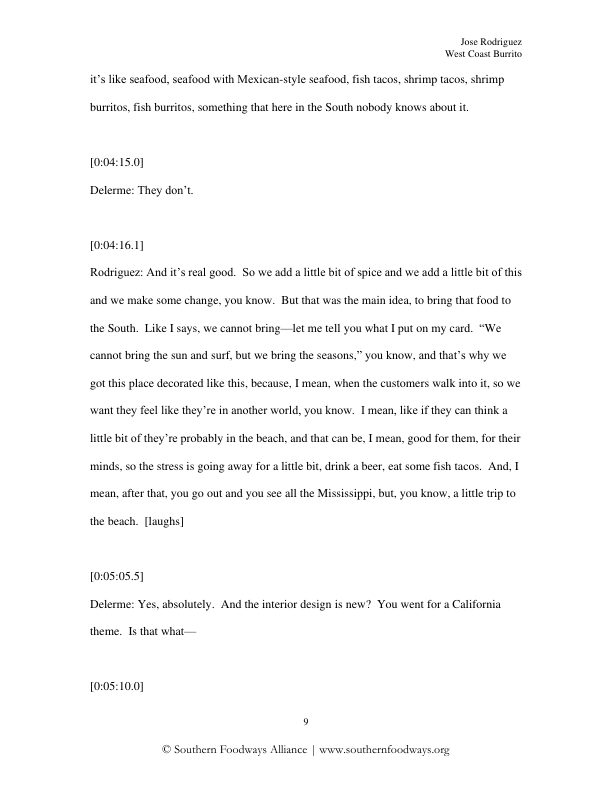 Jose Rodriguez
West Coast Burrito
it’s like seafood, seafood with Mexican-style seafood, fish tacos, shrimp tacos, shrimp
burritos, fish burritos, something that here in the South nobody knows about it.
[0:04:15.0]
Delerme: They don’t.
[0:04:16.1]
Rodriguez: And it’s real good.  So we add a little bit of spice and we add a little bit of this
and we make some change, you know.  But that was the main idea, to bring that food to
the South.  Like I says, we cannot bring—let me tell you what I put on my card.  “We
cannot bring the sun and surf, but we bring the seasons,” you know, and that’s why we
got this place decorated like this, because, I mean, when the customers walk into it, so we
want they feel like they’re in another world, you know.  I mean, like if they can think a
little bit of they’re probably in the beach, and that can be, I mean, good for them, for their
minds, so the stress is going away for a little bit, drink a beer, eat some fish tacos.  And, I
mean, after that, you go out and you see all the Mississippi, but, you know, a little trip to
the beach.  [laughs]
[0:05:05.5]
Delerme: Yes, absolutely.  And the interior design is new?  You went for a California
theme.  Is that what—
[0:05:10.0]
9
© Southern Foodways Alliance | www.southernfoodways.org